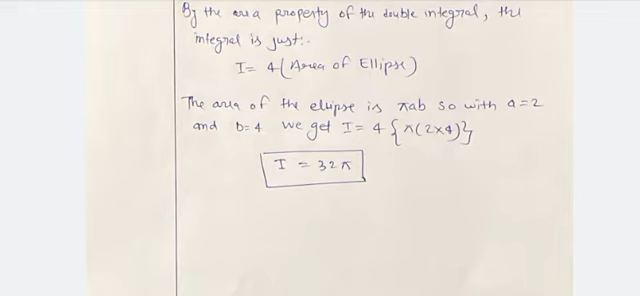 By the area property of the double integral, the
integral is just:-
I = 4(Area of Ellipse)
The area of the ellipse is πab so with a=2
and b=4 we get I= 4{π(2×4)}
I = 32π